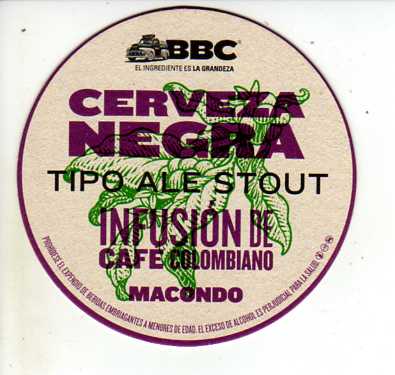 BBC
EL INGREDIENTE ES LA GRANDEZA
CERVEZA
NEGRA
TIPO ALE STOUT
INFUSIÓN DE
CAFÉ COLOMBIANO
MACONDO
PROHÍBESE EL EXPENDIO DE BEBIDAS EMBRIAGANTES A MENORES DE EDAD. EL EXCESO DE ALCOHOL ES PERJUDICIAL PARA LA SALUD.